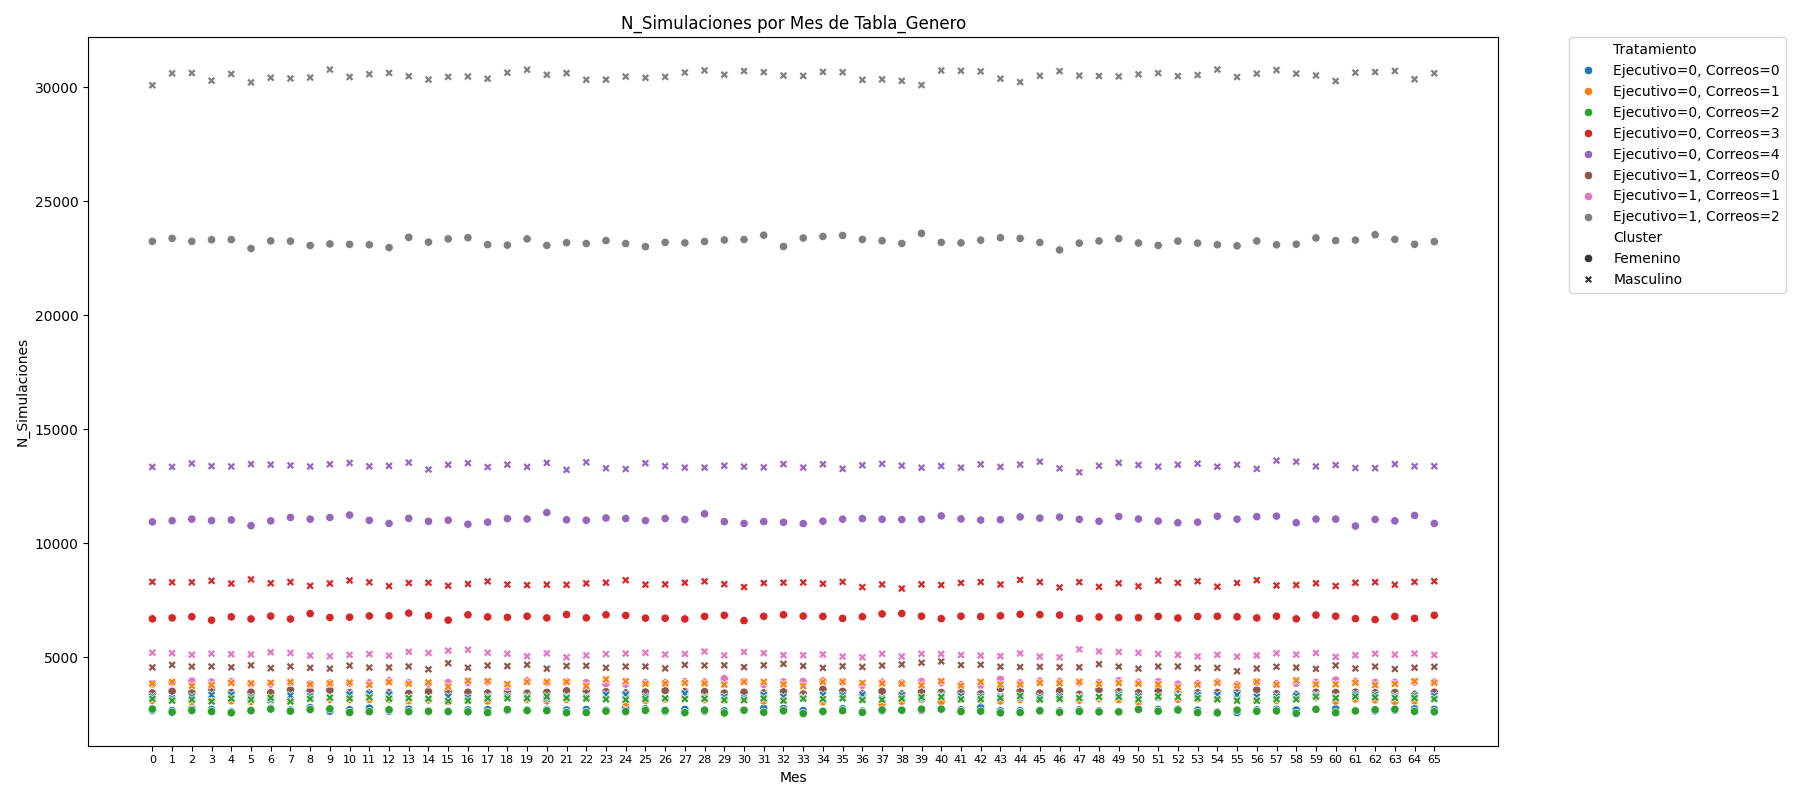 N_Simulaciones por Mes de Tabla_Genero
N_Simulaciones
30000
25000
20000
15000
10000
5000
0 1 2 3 4 5 6 7 8 9 10 11 12 13 14 15 16 17 18 19 20 21 22 23 24 25 26 27 28 29 30 31 32 33 34 35 36 37 38 39 40 41 42 43 44 45 46 47 48 49 50 51 52 53 54 55 56 57 58 59 60 61 62 63 64 65
Mes
Tratamiento
Ejecutivo=0, Correos=0
Ejecutivo=0, Correos=1
Ejecutivo=0, Correos=2
Ejecutivo=0, Correos=3
Ejecutivo=0, Correos=4
Ejecutivo=1, Correos=0
Ejecutivo=1, Correos=1
Ejecutivo=1, Correos=2
Cluster
Femenino
Masculino